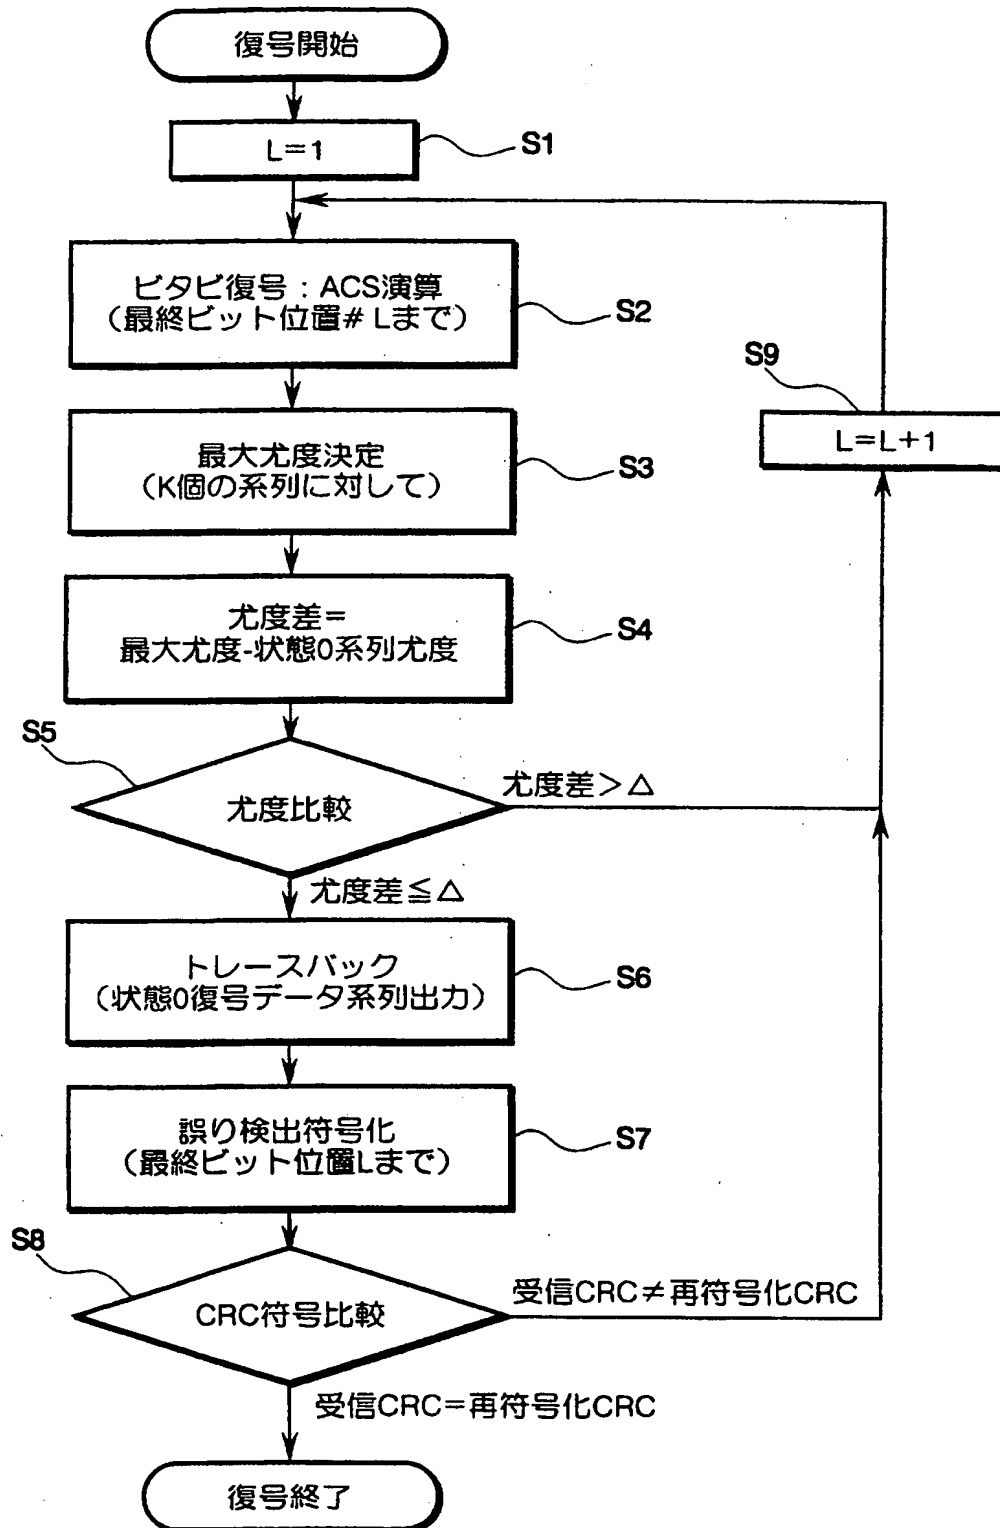 復号開始
L=1
S1
ビタビ復号：ACS演算
（最終ビット位置＃Lまで）
S2
S9
L=L+1
最大尤度決定
（K個の系列に対して）
S3
尤度差＝
最大尤度-状態0系列尤度
S4
S5
尤度比較
尤度差＞△
尤度差≦△
トレースバック
（状態0復号データ系列出力）
S6
誤り検出符号化
（最終ビット位置Lまで）
S7
S8
CRC符号比較
受信CRC≠再符号化CRC
受信CRC＝再符号化CRC
復号終了